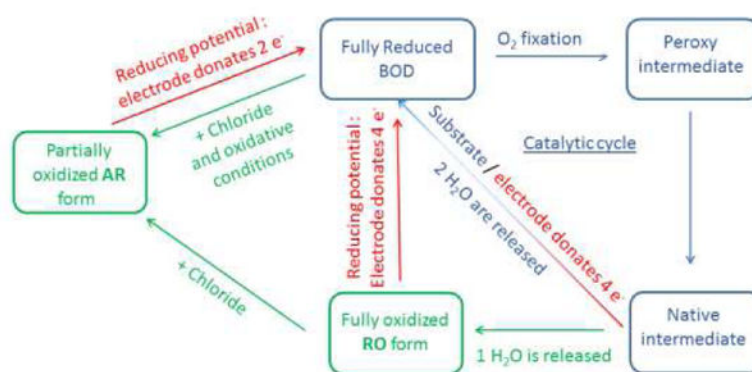 Reducing potential :
electrode donates 2 e-
Fully Reduced
BOD
O2 fixation
Peroxy
intermediate
+ Chloride
and oxidative
conditions
Partially
oxidized AR
form
Reducing potential:
Electrode donates 4 e-
Substrate / electrode donates 4 e-
2 H2O are released
Catalytic cycle
+ Chloride
Fully oxidized
RO form
1 H2O is released
Native
intermediate